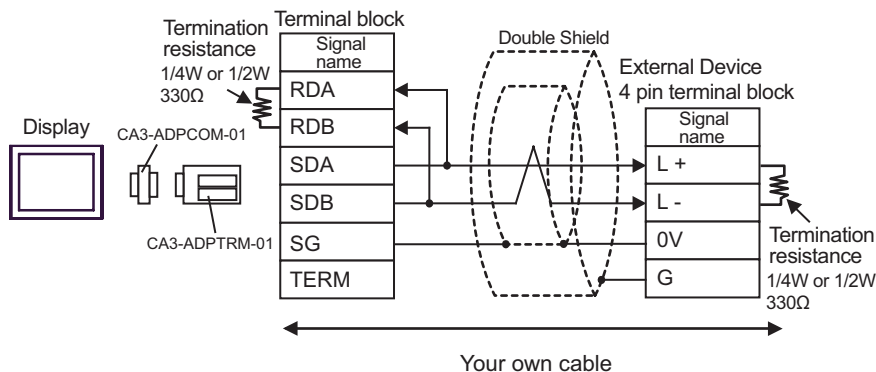 Terminal block
Termination
resistance
1/4W or 1/2W
330Ω
Signal
name
RDA
RDB
SDA
SDB
SG
TERM
Display
CA3-ADPCOM-01
CA3-ADPTRM-01
Double Shield
External Device
4 pin terminal block
Signal
name
L +
L -
0V
G
Termination
resistance
1/4W or 1/2W
330Ω
Your own cable